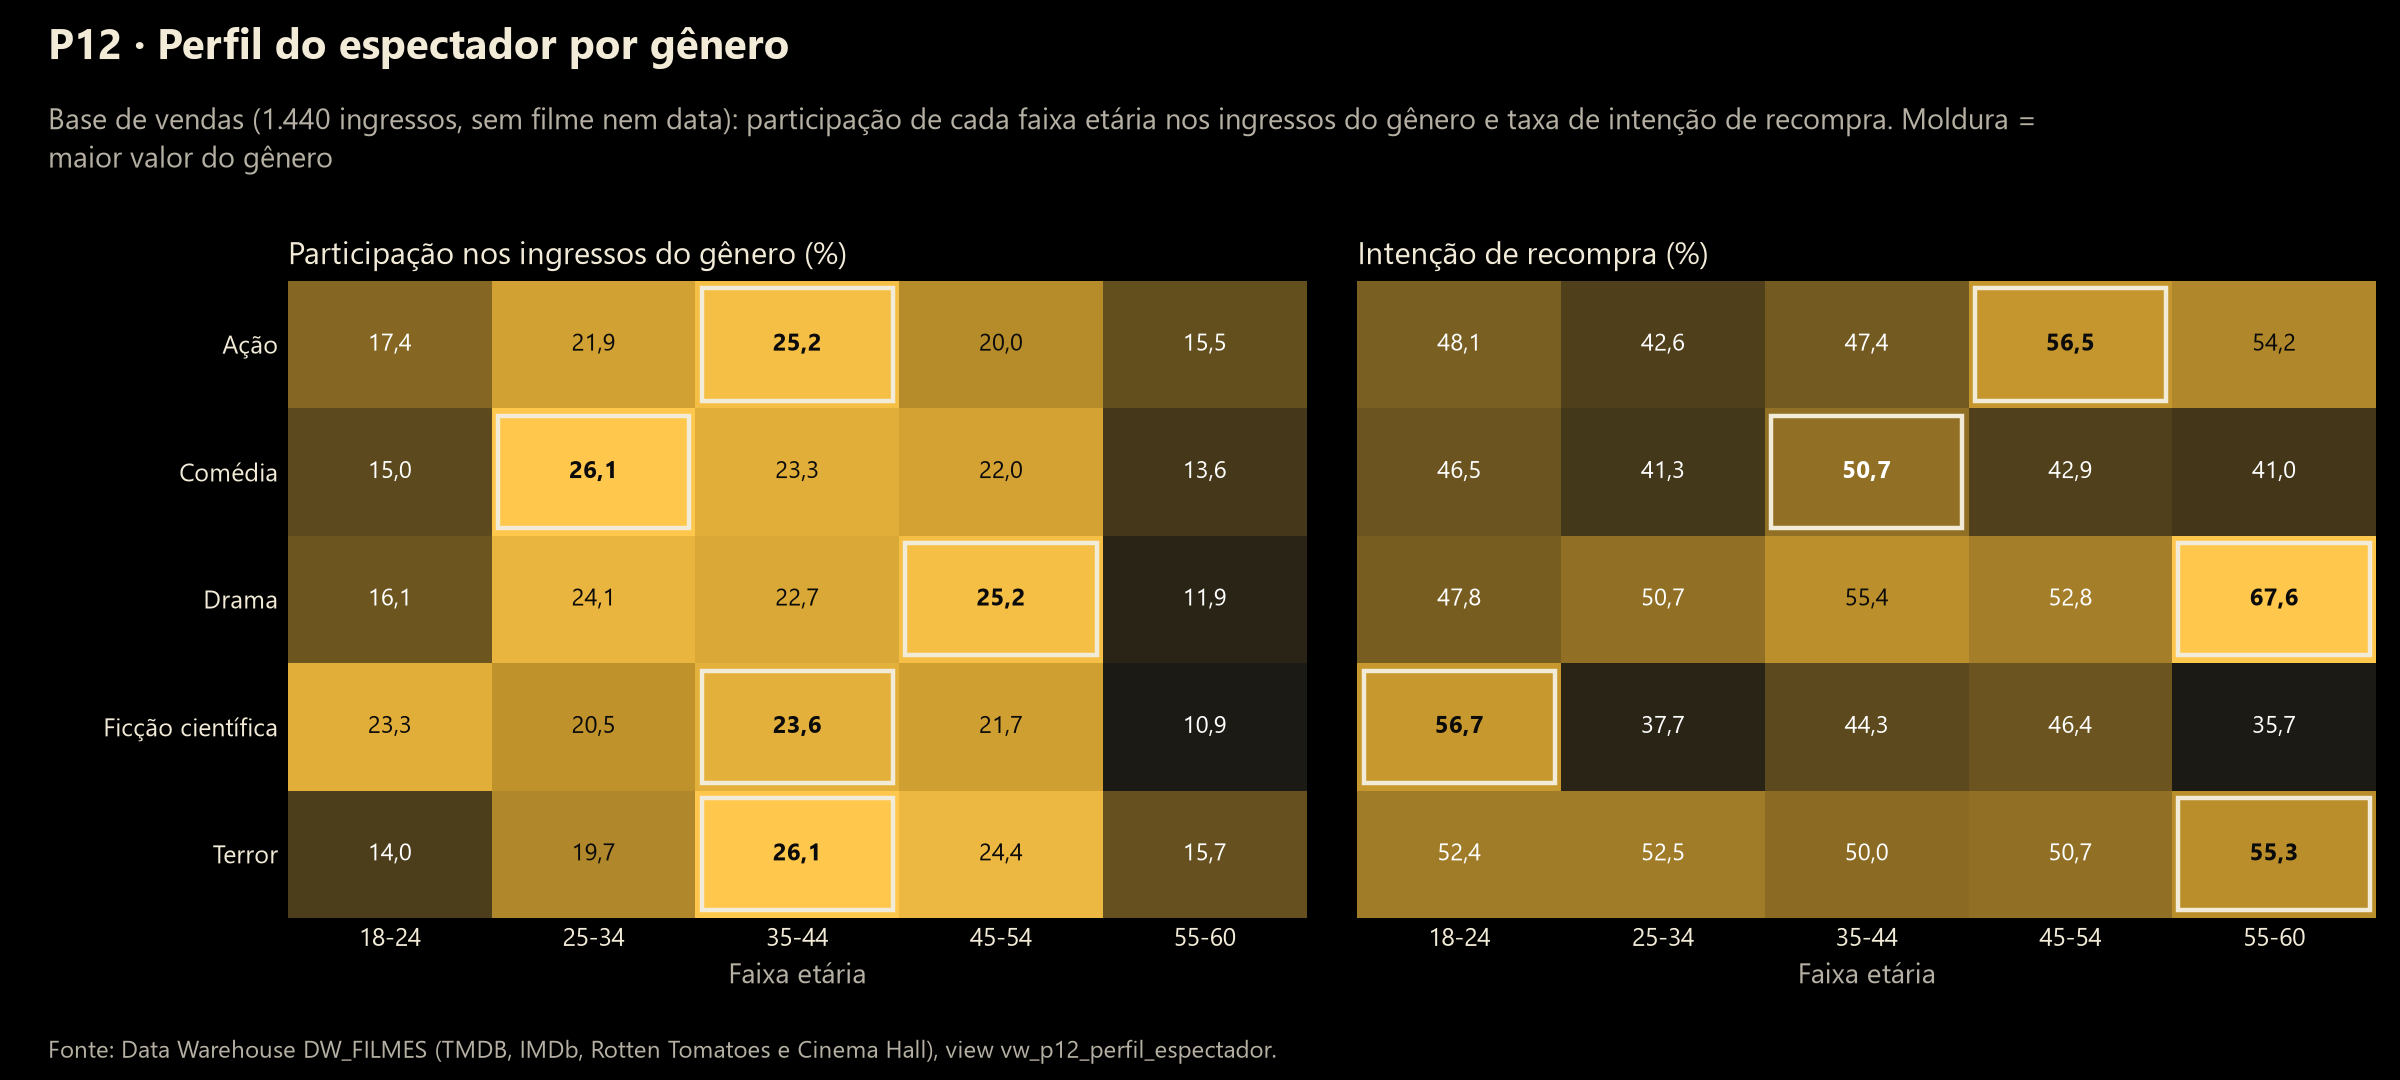 P12 · Perfil do espectador por gênero
Base de vendas (1.440 ingressos, sem filme nem data): participação de cada faixa etária nos ingressos do gênero e taxa de intenção de recompra. Moldura =
maior valor do gênero
Participação nos ingressos do gênero (%)
Ação 17,4 21,9 25,2 20,0 15,5
Comédia 15,0 26,1 23,3 22,0 13,6
Drama 16,1 24,1 22,7 25,2 11,9
Ficção científica 23,3 20,5 23,6 21,7 10,9
Terror 14,0 19,7 26,1 24,4 15,7
18-24 25-34 35-44 45-54 55-60
Faixa etária
Intenção de recompra (%)
48,1 42,6 47,4 56,5 54,2
46,5 41,3 50,7 42,9 41,0
47,8 50,7 55,4 52,8 67,6
56,7 37,7 44,3 46,4 35,7
52,4 52,5 50,0 50,7 55,3
18-24 25-34 35-44 45-54 55-60
Faixa etária
Fonte: Data Warehouse DW_FILMES (TMDB, IMDb, Rotten Tomatoes e Cinema Hall), view vw_p12_perfil_espectador.